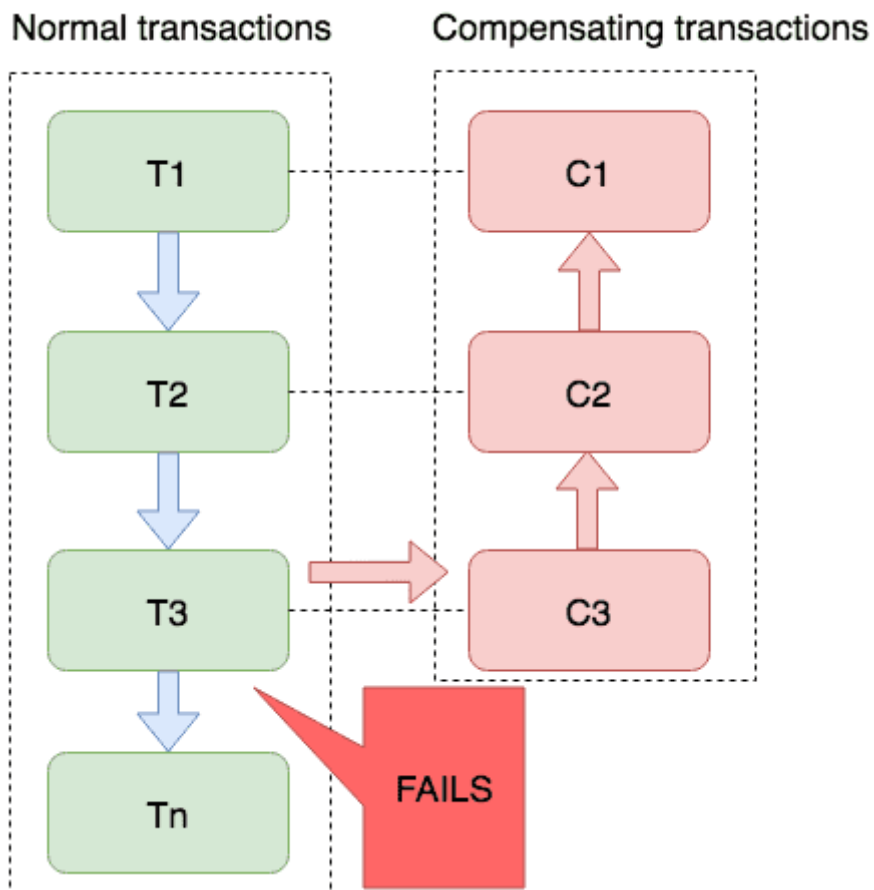 Normal transactions
Compensating transactions
T1
C1
T2
C2
T3
C3
FAILS
Tn